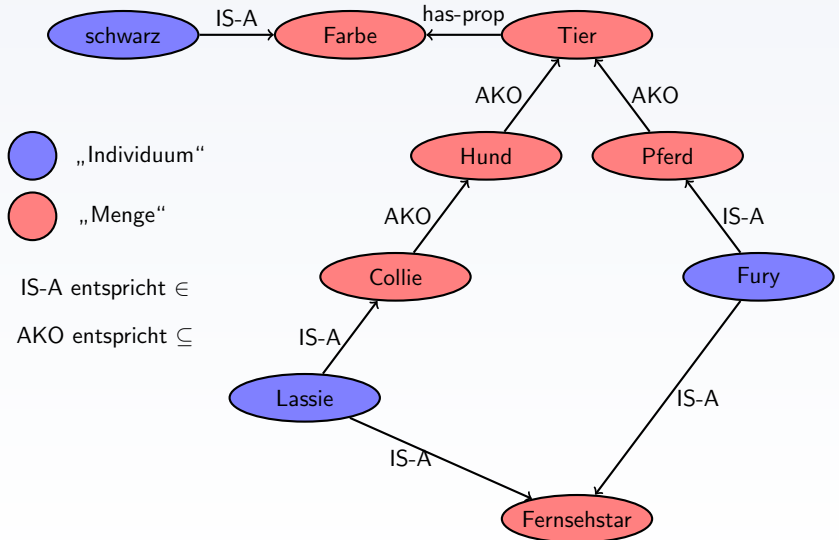 schwarz
IS-A
Farbe
has-prop
Tier
AKO
AKO
„Individuum“
Hund
Pferd
„Menge“
AKO
IS-A
IS-A entspricht ∈
Collie
Fury
AKO entspricht ⊆
IS-A
Lassie
IS-A
IS-A
Fernsehstar